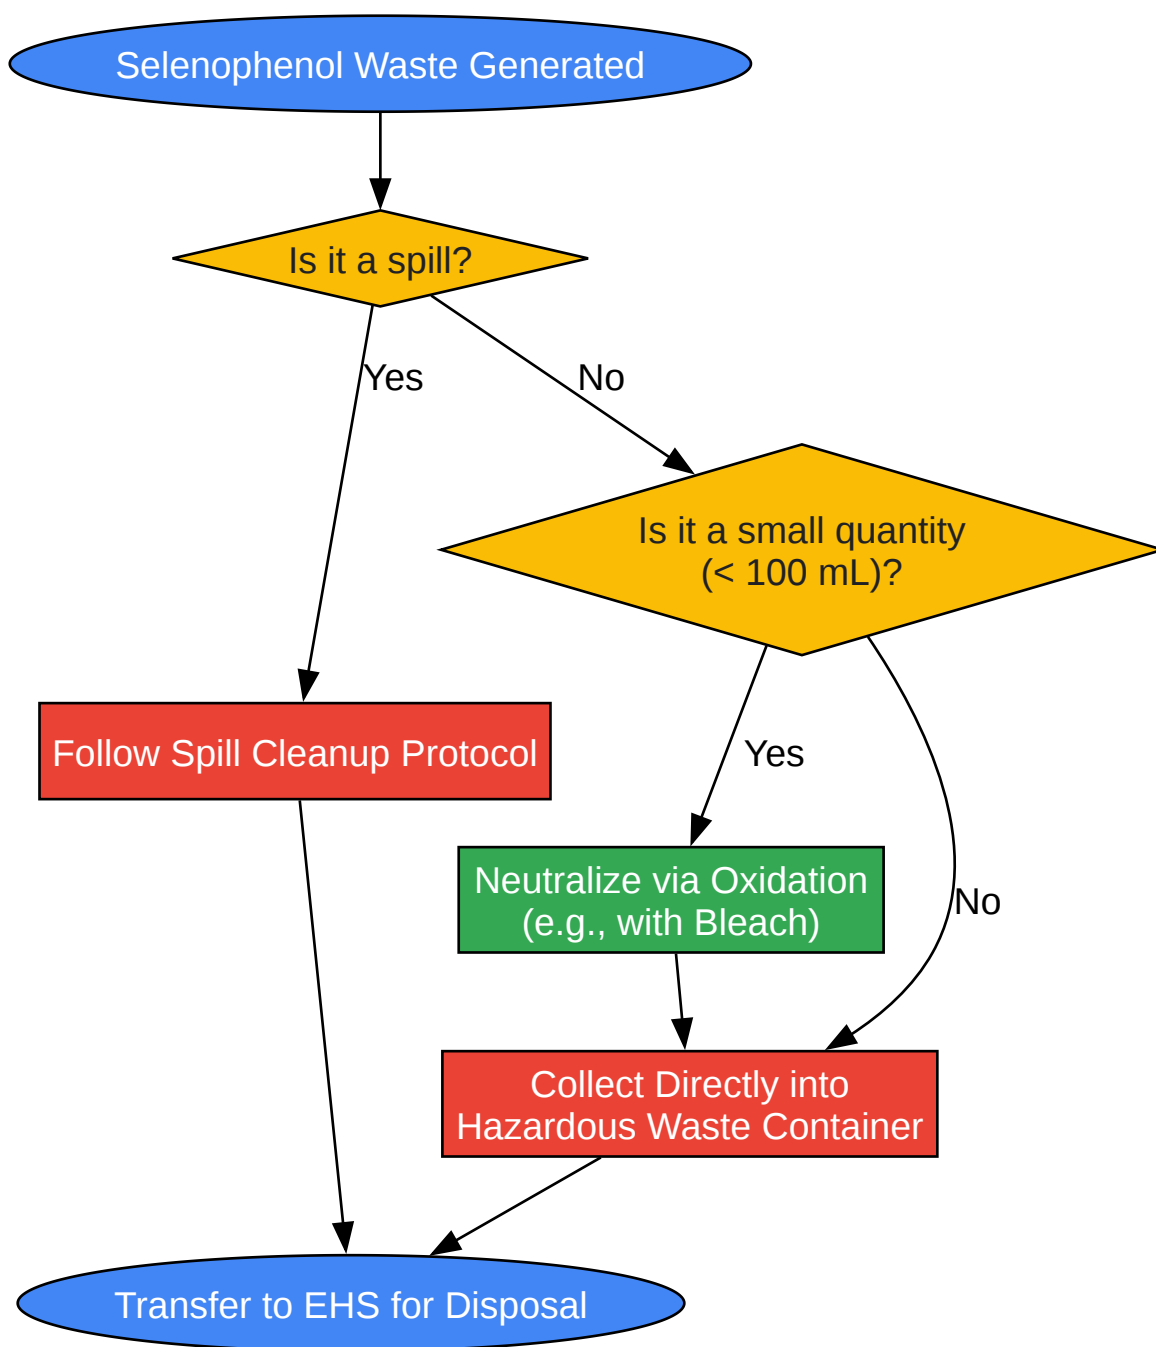 Selenophenol Waste Generated
Is it a spill?
Yes
No
Is it a small quantity
(< 100 mL)?
Follow Spill Cleanup Protocol
Yes
Neutralize via Oxidation
(e.g., with Bleach)
No
Collect Directly into
Hazardous Waste Container
Transfer to EHS for Disposal